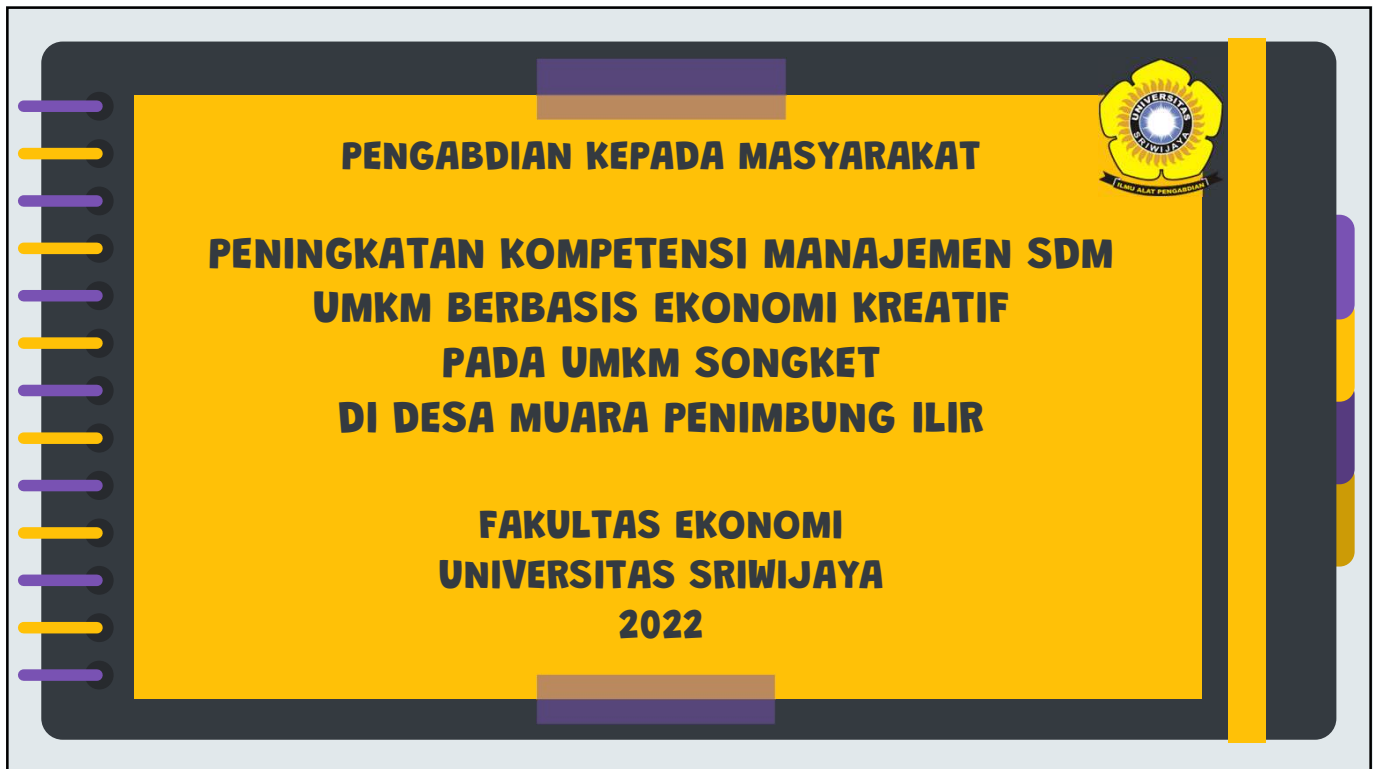 PENGABDIAN KEPADA MASYARAKAT
PENINGKATAN KOMPETENSI MANAJEMEN SDM
UMKM BERBASIS EKONOMI KREATIF
PADA UMKM SONGKET
DI DESA MUARA PENIMBUNG ILIR
FAKULTAS EKONOMI
UNIVERSITAS SRIWIJAYA
2022
UNIVERSITAS
SRIWIJAYA
ILMU ALAT PENGABDIAN